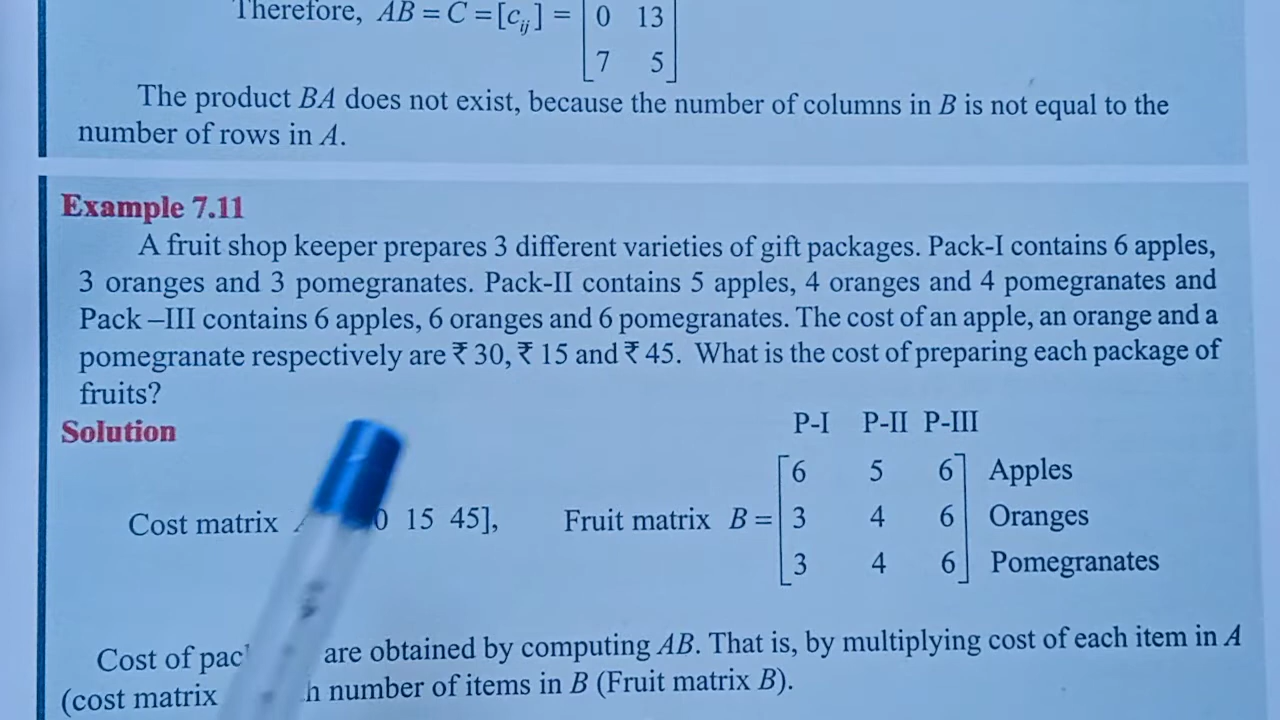 Therefore, AB = C = [cᵢⱼ] = 0 13
7 5
The product BA does not exist, because the number of columns in B is not equal to the
number of rows in A.
Example 7.11
A fruit shop keeper prepares 3 different varieties of gift packages. Pack-I contains 6 apples,
3 oranges and 3 pomegranates. Pack-II contains 5 apples, 4 oranges and 4 pomegranates and
Pack –III contains 6 apples, 6 oranges and 6 pomegranates. The cost of an apple, an orange and a
pomegranate respectively are ₹ 30, ₹ 15 and ₹ 45. What is the cost of preparing each package of
fruits?
Solution
P-I P-II P-III
[6 5 6] Apples
Cost matrix 0 15 45], Fruit matrix B = 3 4 6 Oranges
3 4 6 Pomegranates
Cost of are obtained by computing AB. That is, by multiplying cost of each item in A
(cost matrix number of items in B (Fruit matrix B).